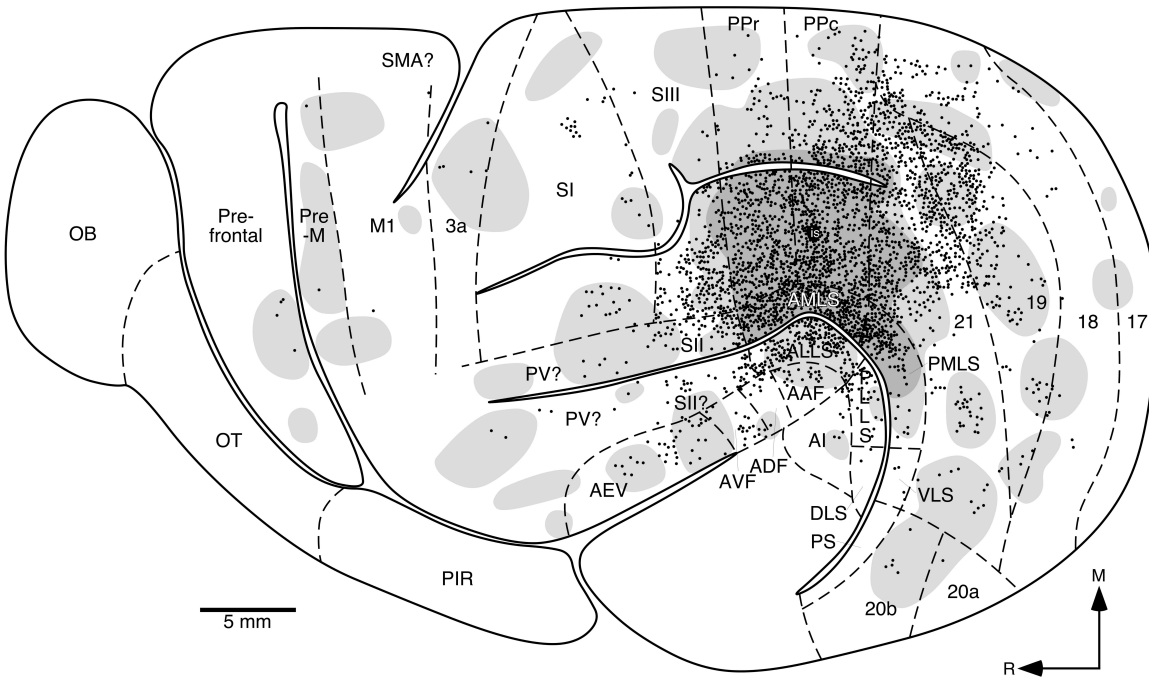 PPr
PPc
SMA?
SIII
SI
OB
Pre-
frontal
Pre
-M
M1
3a
Ts
AMLS
19
21
18
17
SII
ALLS
PMLS
PV?
P
L
L
S
AAF
SII?
PV?
OT
AI
ADF
AVF
AEV
VLS
DLS
PS
PIR
20a
20b
5 mm
M
R